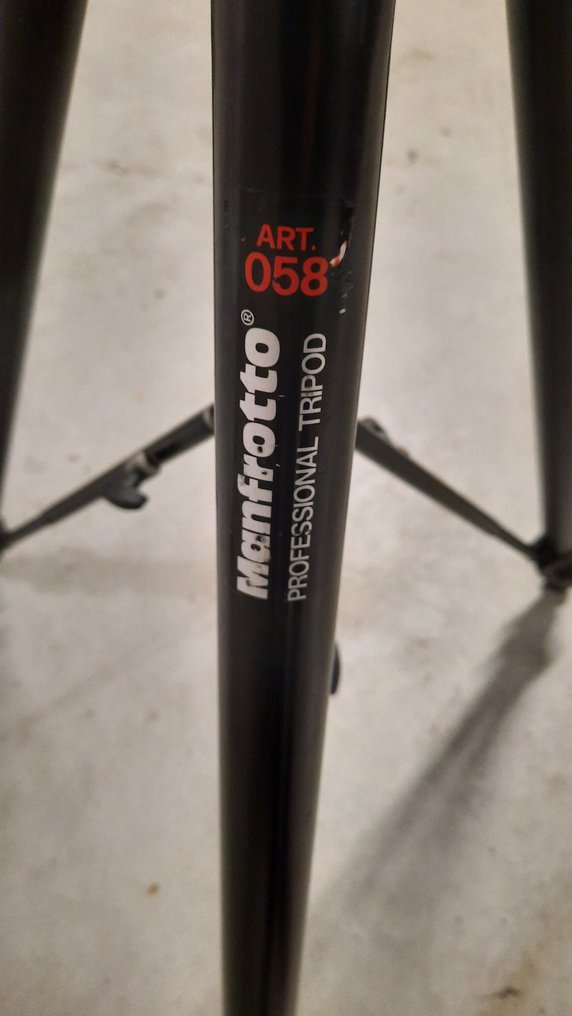 ART.
058
Manfrotto®
PROFESSIONAL TRIPOD